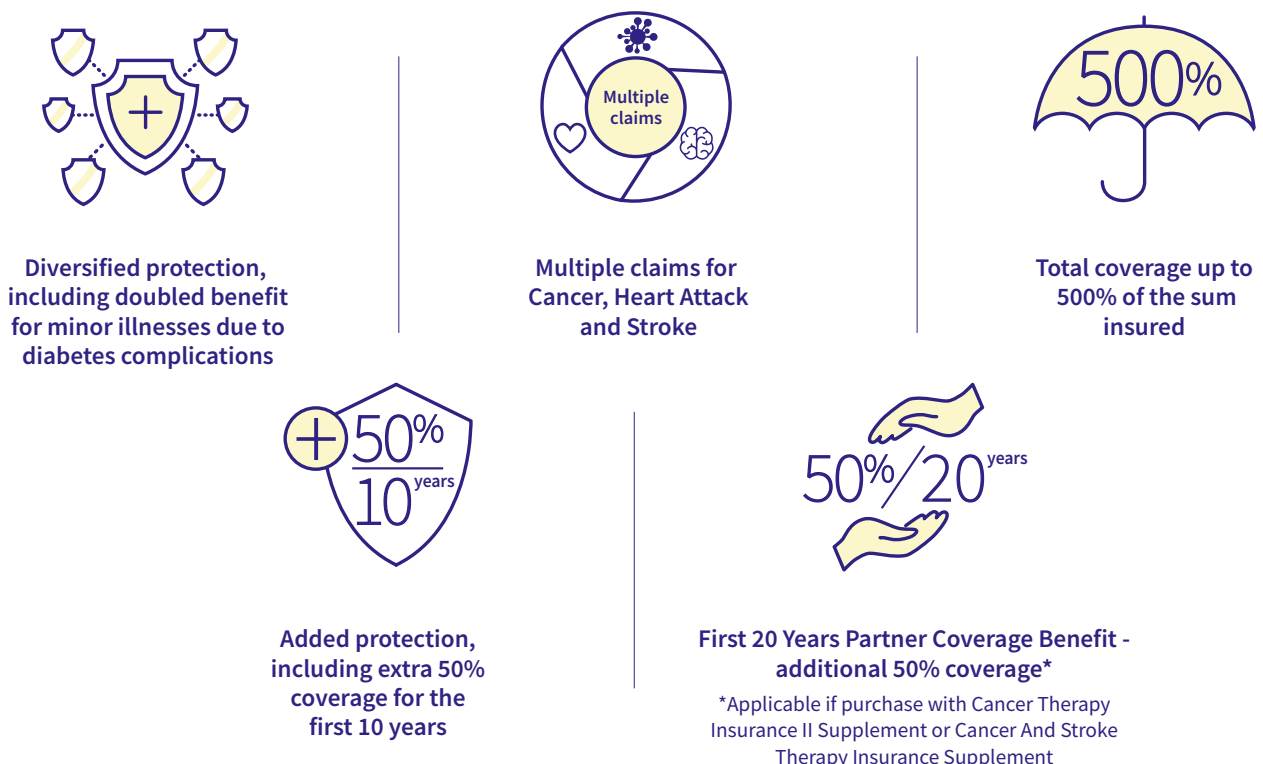 Multiple
claims
500%
Diversified protection,
including doubled benefit
for minor illnesses due to
diabetes complications
Multiple claims for
Cancer, Heart Attack
and Stroke
Total coverage up to
500% of the sum
insured
50%
10 years
50%/20 years
Added protection,
including extra 50%
coverage for the
first 10 years
First 20 Years Partner Coverage Benefit -
additional 50% coverage*
*Applicable if purchase with Cancer Therapy
Insurance II Supplement or Cancer And Stroke
Therapy Insurance Supplement